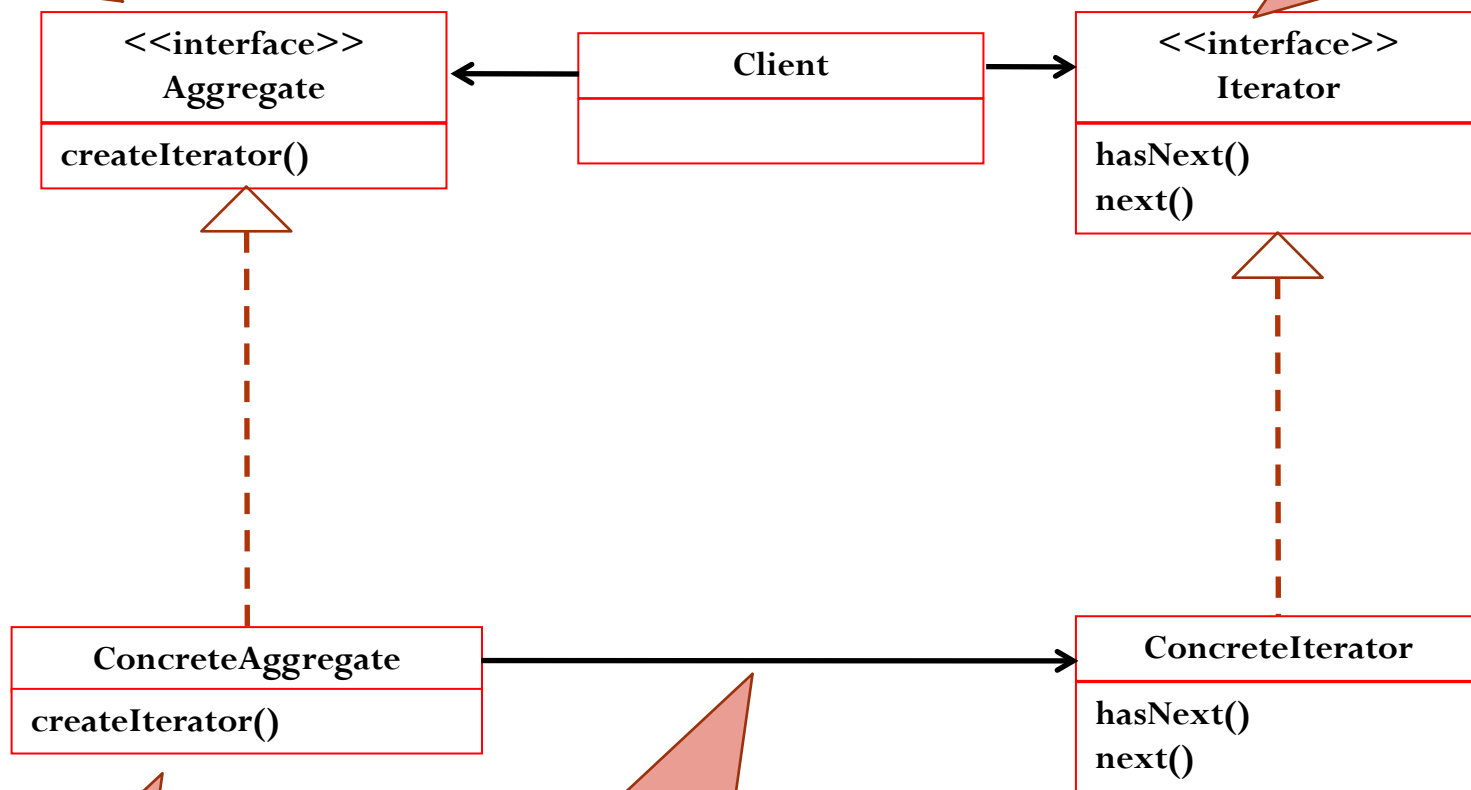 <<interface>>
Aggregate
createIterator()
Client
<<interface>>
Iterator
hasNext()
next()
ConcreteAggregate
createIterator()
ConcreteIterator
hasNext()
next()